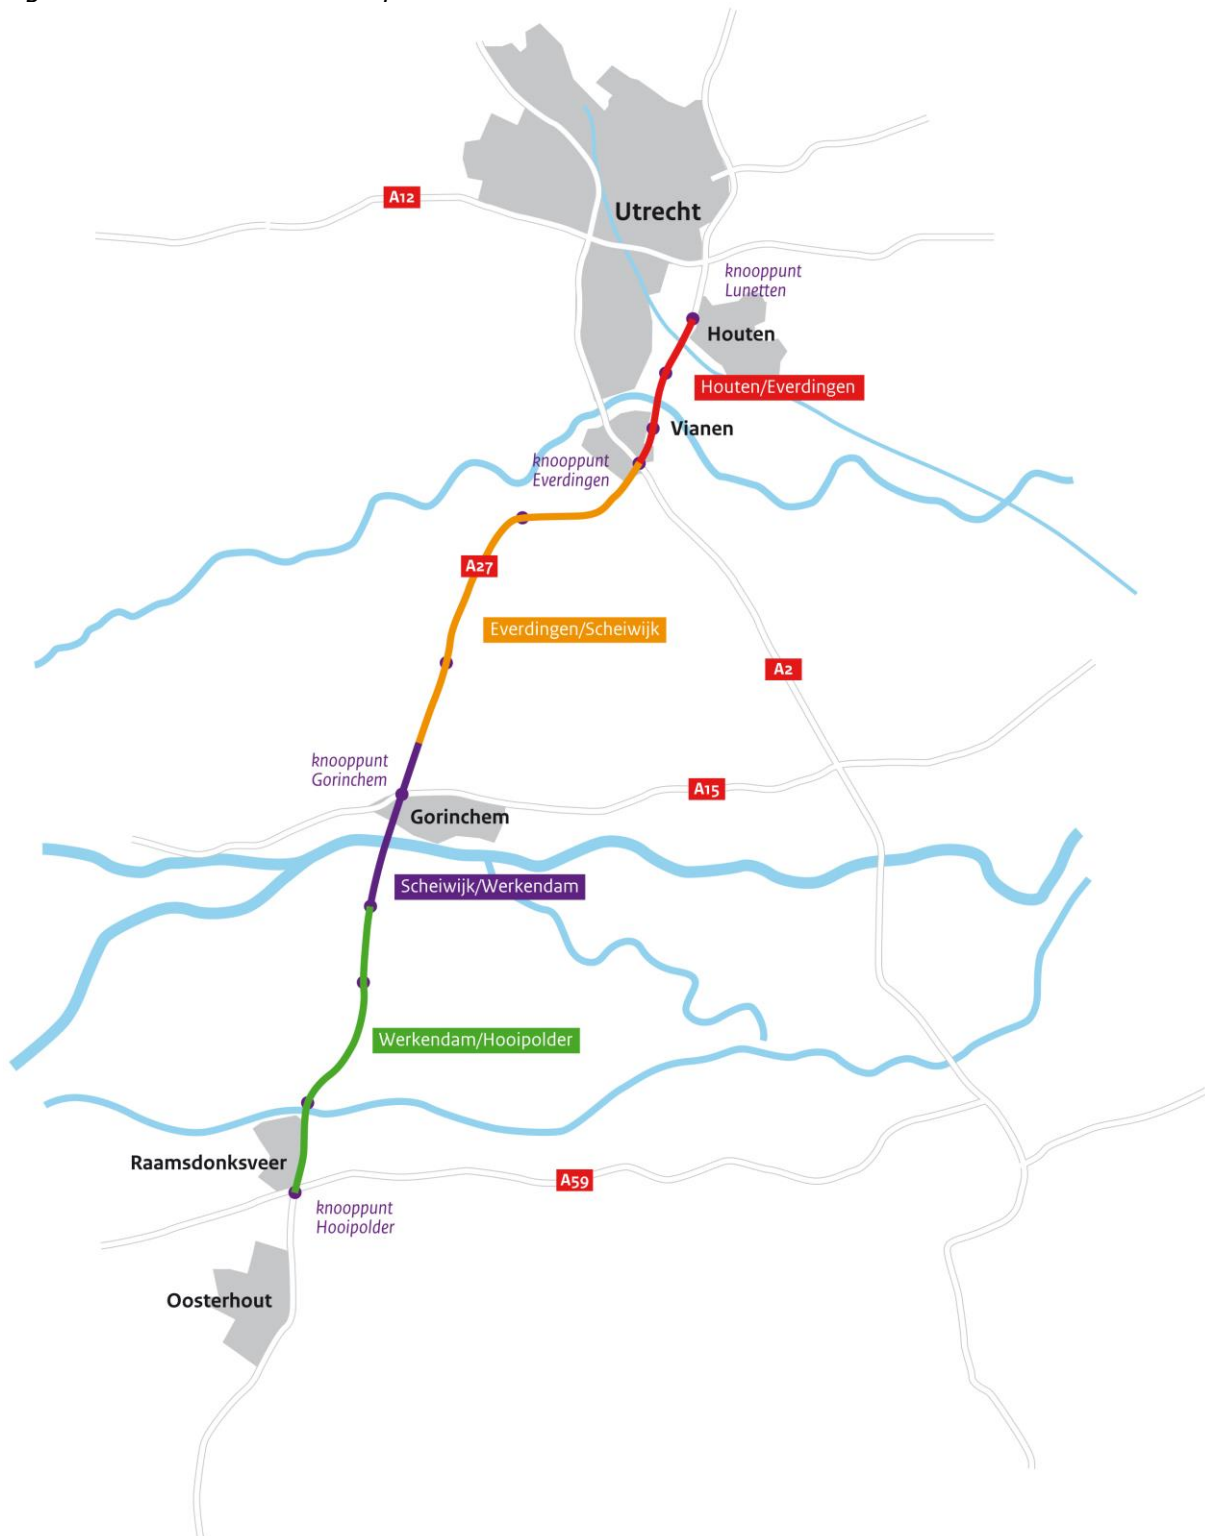 A12
Utrecht
knooppunt
Lunetten
Houten
Houten/Everdingen
Vianen
knooppunt
Everdingen
A27
Everdingen/Scheiwijk
A2
knooppunt
Gorinchem
A15
Gorinchem
Scheiwijk/Werkendam
Werkendam/Hooipolder
Raamsdonksveer
A59
knooppunt
Hooipolder
Oosterhout